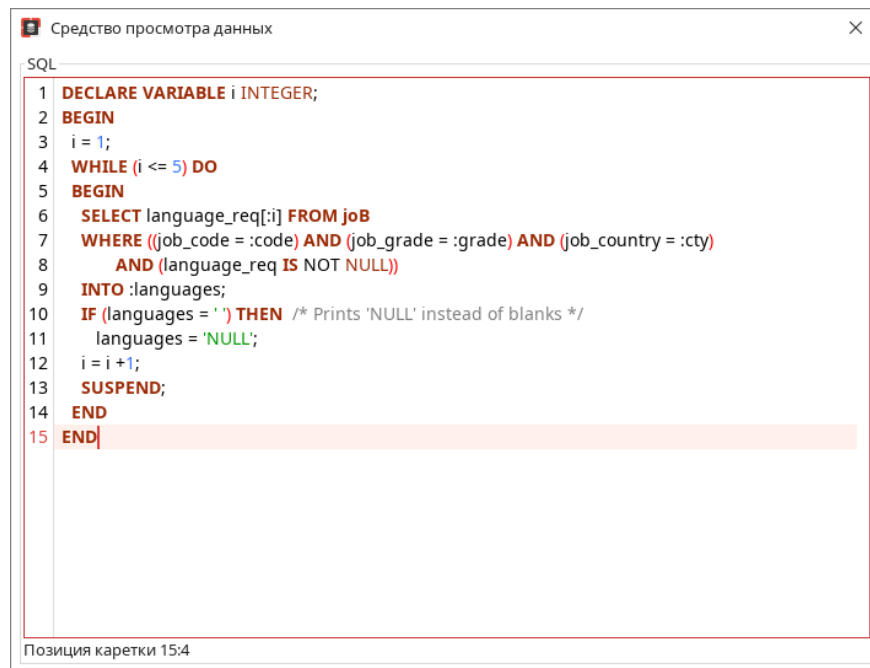 Средство просмотра данных
SQL
1 DECLARE VARIABLE i INTEGER;
2 BEGIN
3 i = 1;
4 WHILE (i <= 5) DO
5 BEGIN
6 SELECT language_req[:i] FROM joB
7 WHERE ((job_code = :code) AND (job_grade = :grade) AND (job_country = :cty)
8 AND (language_req IS NOT NULL))
9 INTO :languages;
10 IF (languages = ' ') THEN /* Prints 'NULL' instead of blanks */
11 languages = 'NULL';
12 i = i +1;
13 SUSPEND;
14 END
15 END
Позиция каретки 15:4